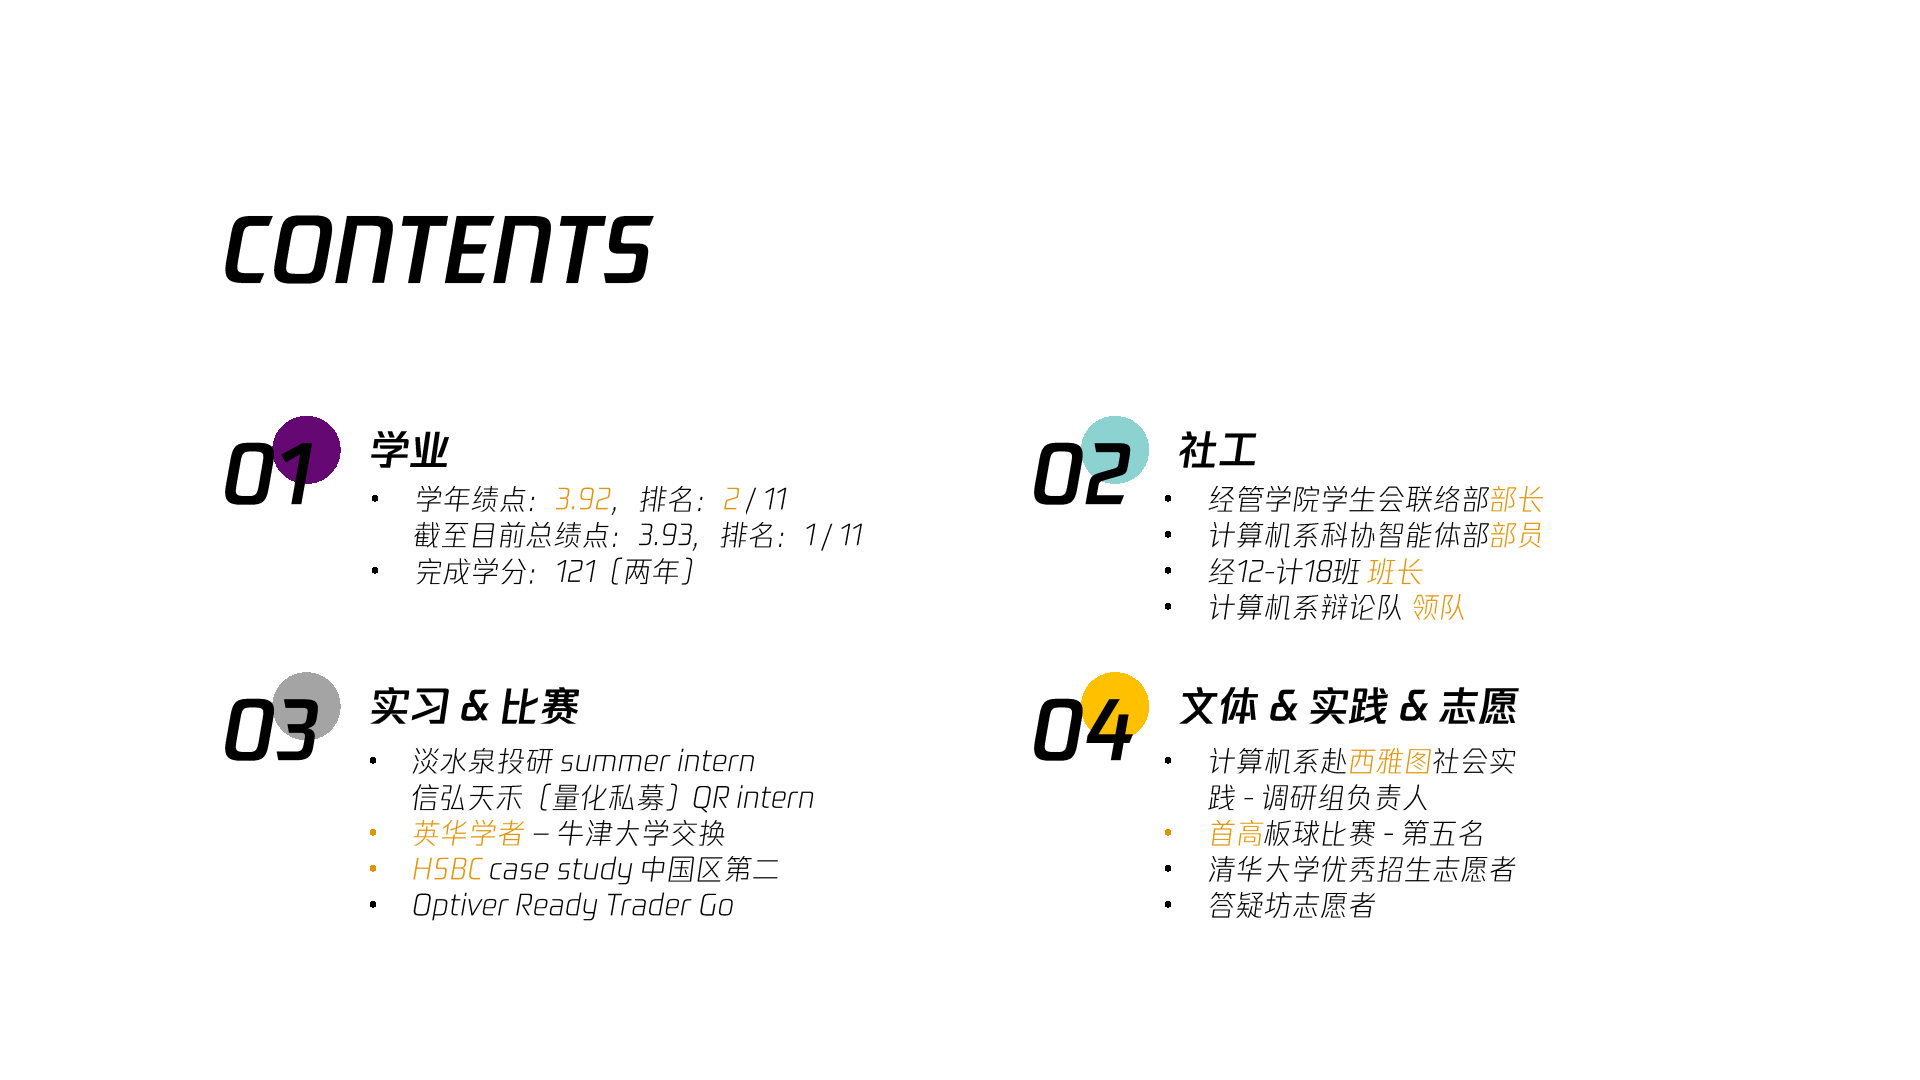 CONTENTS
01
学业
• 学年绩点：3.92，排名：2 / 11
截至目前总绩点：3.93，排名：1 / 11
• 完成学分：121（两年）
02
社工
• 经管学院学生会联络部部长
• 计算机系科协智能体部部员
• 经12-计18班 班长
• 计算机系辩论队 领队
03
实习 & 比赛
• 淡水泉投研 summer intern
信弘天禾（量化私募）QR intern
• 英华学者 – 牛津大学交换
• HSBC case study 中国区第二
• Optiver Ready Trader Go
04
文体 & 实践 & 志愿
• 计算机系赴西雅图社会实
践 - 调研组负责人
• 首高板球比赛 - 第五名
• 清华大学优秀招生志愿者
• 答疑坊志愿者